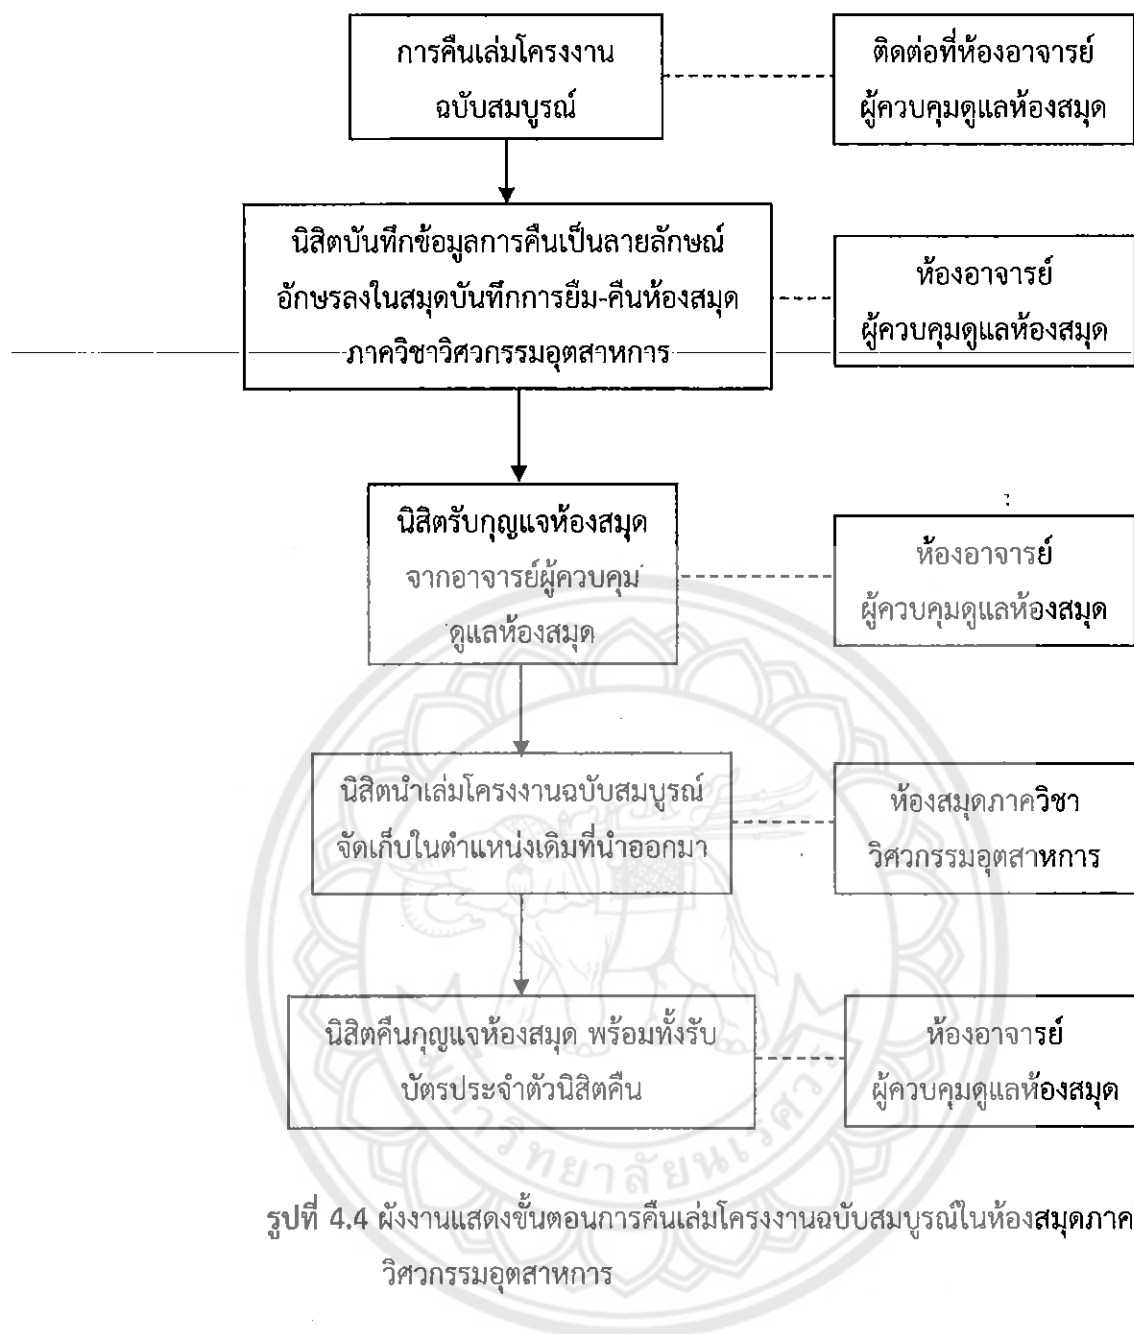 การคืนเล่มโครงงาน
ฉบับสมบูรณ์
ติดต่อที่ห้องอาจารย์
ผู้ควบคุมดูแลห้องสมุด
นิสิตบันทึกข้อมูลการคืนเป็นลายลักษณ์
อักษรลงในสมุดบันทึกการยืม-คืนห้องสมุด
ภาควิชาวิศวกรรมอุตสาหการ
ห้องอาจารย์
ผู้ควบคุมดูแลห้องสมุด
นิสิตรับกุญแจห้องสมุด
จากอาจารย์ผู้ควบคุม
ดูแลห้องสมุด
ห้องอาจารย์
ผู้ควบคุมดูแลห้องสมุด
นิสิตนำเล่มโครงงานฉบับสมบูรณ์
จัดเก็บในตำแหน่งเดิมที่นำออกมา
ห้องสมุดภาควิชา
วิศวกรรมอุตสาหการ
นิสิตคืนกุญแจห้องสมุด พร้อมทั้งรับ
บัตรประจำตัวนิสิตคืน
ห้องอาจารย์
ผู้ควบคุมดูแลห้องสมุด
มหาวิทยาลัยนเรศวร
รูปที่ 4.4 ผังงานแสดงขั้นตอนการคืนเล่มโครงงานฉบับสมบูรณ์ในห้องสมุดภาค
วิศวกรรมอุตสาหการ